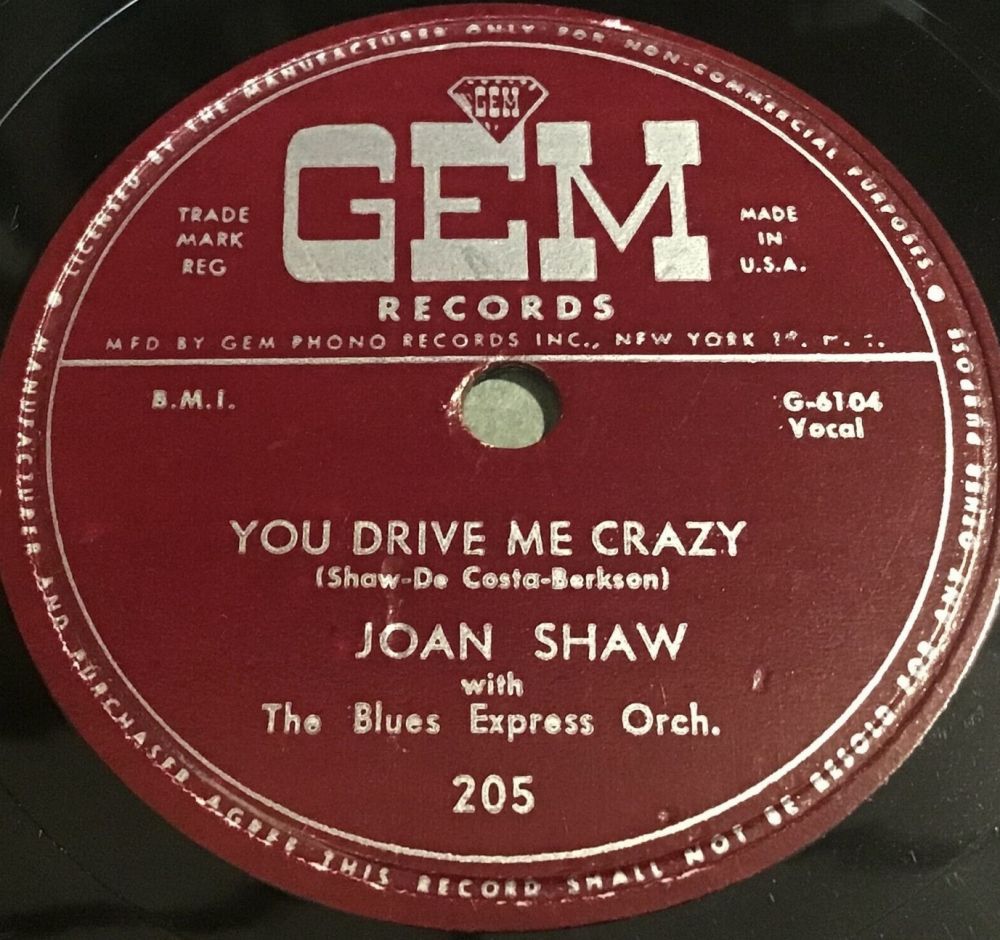 LICENSED BY THE MANUFACTURER ONLY FOR NON-COMMERCIAL PURPOSES
GEM
GEM
TRADE
MARK
REG
MADE
IN
U.S.A.
RECORDS
MFD BY GEM PHONO RECORDS INC., NEW YORK
B.M.I.
G-6104
Vocal
YOU DRIVE ME CRAZY
(Shaw-De Costa-Berkson)
JOAN SHAW
with
The Blues Express Orch.
205
MANUFACTURER AND PURCHASER AGREE THIS RECORD SHALL NOT BE RESOLD FOR ANY PURPOSE